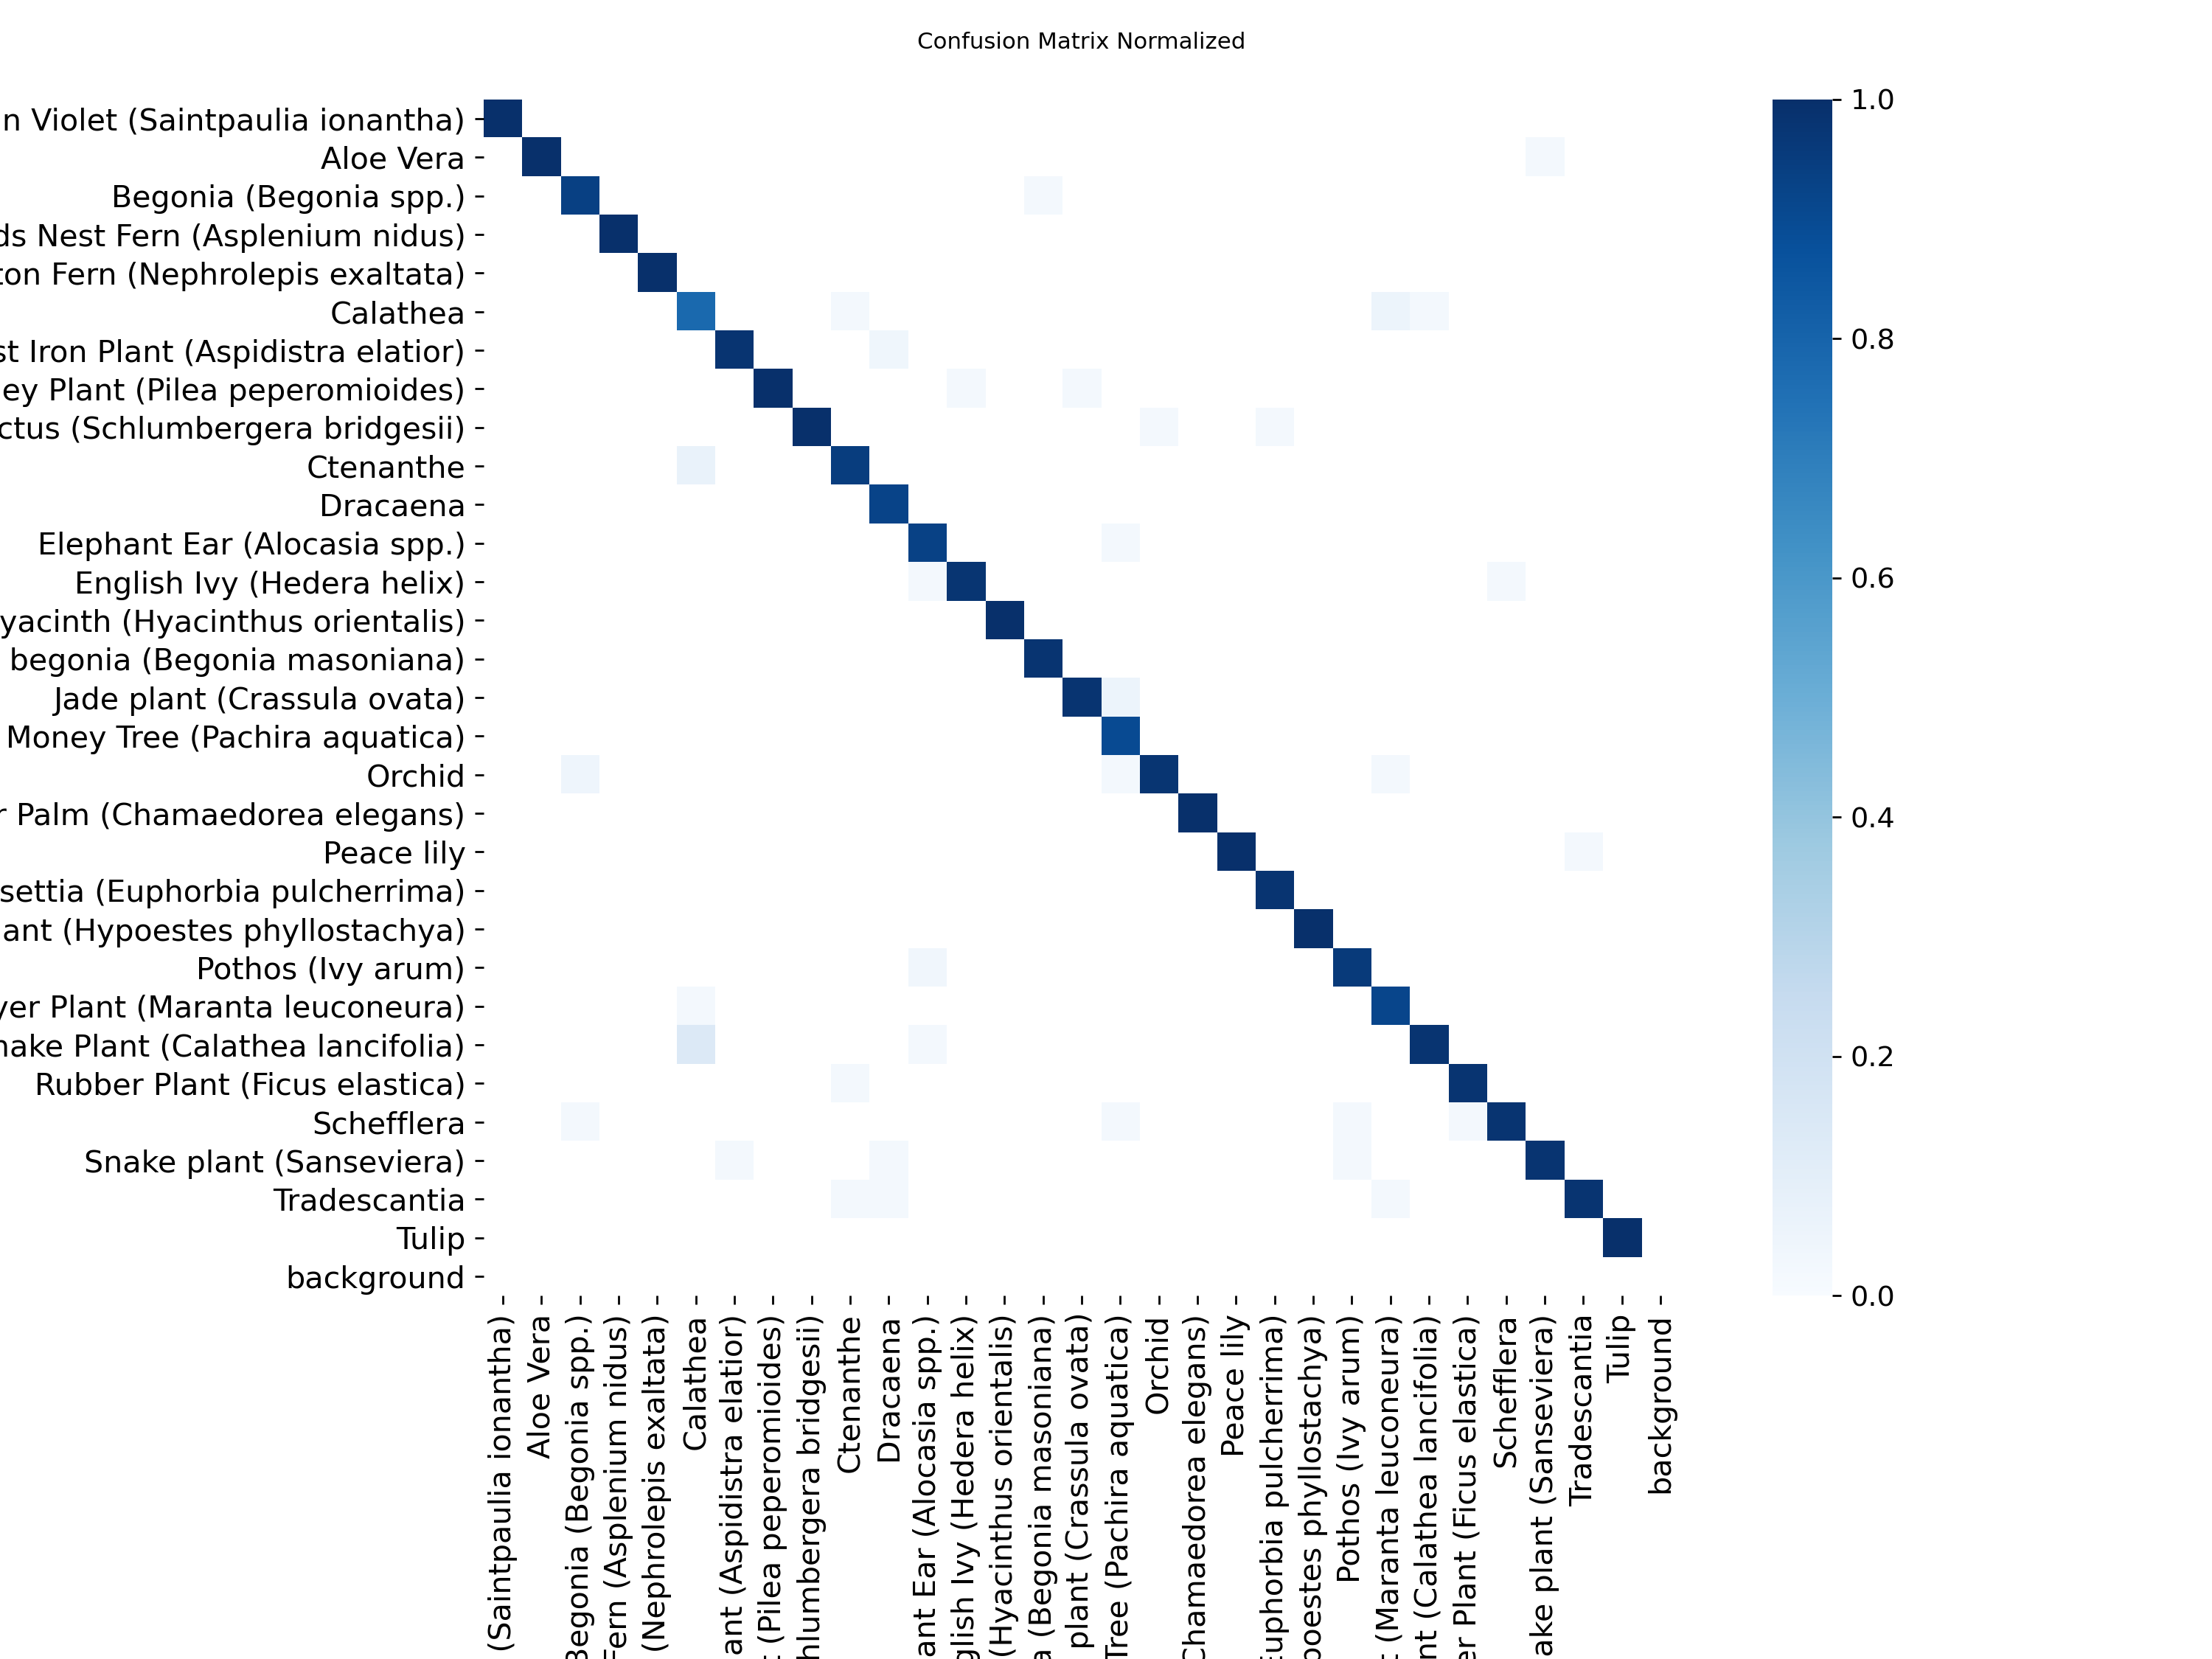 Confusion Matrix Normalized
n Violet (Saintpaulia ionantha)
Aloe Vera
Begonia (Begonia spp.)
ds Nest Fern (Asplenium nidus)
ton Fern (Nephrolepis exaltata)
Calathea
st Iron Plant (Aspidistra elatior)
ey Plant (Pilea peperomioides)
ctus (Schlumbergera bridgesii)
Ctenanthe
Dracaena
Elephant Ear (Alocasia spp.)
English Ivy (Hedera helix)
yacinth (Hyacinthus orientalis)
begonia (Begonia masoniana)
Jade plant (Crassula ovata)
Money Tree (Pachira aquatica)
Orchid
r Palm (Chamaedorea elegans)
Peace lily
settia (Euphorbia pulcherrima)
ant (Hypoestes phyllostachya)
Pothos (Ivy arum)
yer Plant (Maranta leuconeura)
nake Plant (Calathea lancifolia)
Rubber Plant (Ficus elastica)
Schefflera
Snake plant (Sanseviera)
Tradescantia
Tulip
background
(Saintpaulia ionantha)
Aloe Vera
Begonia (Begonia spp.)
Fern (Asplenium nidus)
(Nephrolepis exaltata)
Calathea
ant (Aspidistra elatior)
(Pilea peperomioides)
hlumbergera bridgesii)
Ctenanthe
Dracaena
ant Ear (Alocasia spp.)
glish Ivy (Hedera helix)
(Hyacinthus orientalis)
a (Begonia masoniana)
plant (Crassula ovata)
Tree (Pachira aquatica)
Orchid
Chamaedorea elegans)
Peace lily
Euphorbia pulcherrima)
poestes phyllostachya)
Pothos (Ivy arum)
(Maranta leuconeura)
nt (Calathea lancifolia)
er Plant (Ficus elastica)
Schefflera
ake plant (Sanseviera)
Tradescantia
Tulip
background
1.0
0.8
0.6
0.4
0.2
0.0